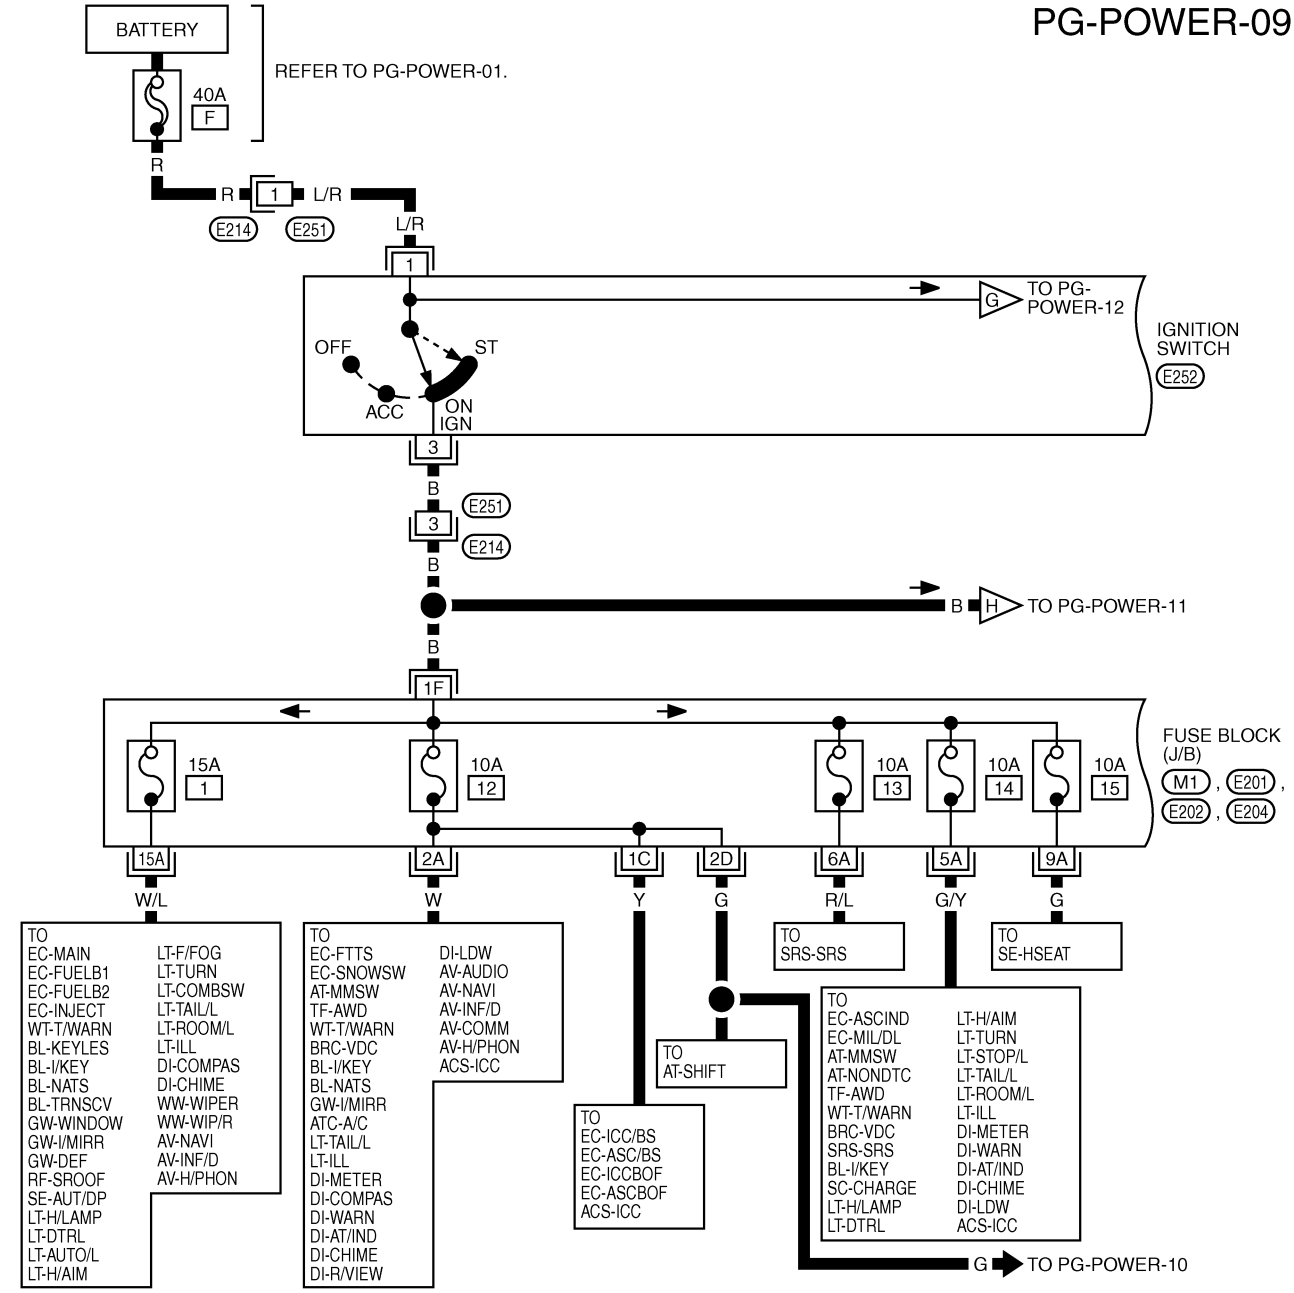 PG-POWER-09
BATTERY
REFER TO PG-POWER-01.
40A
F
R
R
1
L/R
E214
E251
L/R
1
TO PG-
POWER-12
G
IGNITION
SWITCH
E252
OFF
ACC
ST
ON
IGN
3
B
E251
3
E214
B
B
H
TO PG-POWER-11
B
1F
FUSE BLOCK
(J/B)
M1 , E201 ,
E202 , E204
15A
1
10A
12
10A
13
10A
14
10A
15
15A
2A
1C
2D
6A
5A
9A
W/L
W
Y
G
R/L
G/Y
G
TO
EC-MAIN
EC-FUELB1
EC-FUELB2
EC-INJECT
WT-T/WARN
BL-KEYLES
BL-I/KEY
BL-NATS
BL-TRNSCV
GW-WINDOW
GW-I/MIRR
GW-DEF
RF-SROOF
SE-AUT/DP
LT-H/LAMP
LT-DTRL
LT-AUTO/L
LT-H/AIM
LT-F/FOG
LT-TURN
LT-COMBSW
LT-TAIL/L
LT-ROOM/L
LT-ILL
DI-COMPAS
DI-CHIME
WW-WIPER
WW-WIP/R
AV-NAVI
AV-INF/D
AV-H/PHON
TO
EC-FTTS
EC-SNOWSW
AT-MMSW
TF-AWD
WT-T/WARN
BRC-VDC
BL-I/KEY
BL-NATS
GW-I/MIRR
ATC-A/C
LT-TAIL/L
LT-ILL
DI-METER
DI-COMPAS
DI-WARN
DI-AT/IND
DI-CHIME
DI-R/VIEW
DI-LDW
AV-AUDIO
AV-NAVI
AV-INF/D
AV-COMM
AV-H/PHON
ACS-ICC
TO
EC-ICC/BS
EC-ASC/BS
EC-ICCBOF
EC-ASCBOF
ACS-ICC
TO
AT-SHIFT
TO
SRS-SRS
TO
EC-ASCIND
EC-MIL/DL
AT-MMSW
AT-NONDTC
TF-AWD
WT-T/WARN
BRC-VDC
SRS-SRS
BL-I/KEY
SC-CHARGE
LT-H/LAMP
LT-DTRL
LT-H/AIM
LT-TURN
LT-STOP/L
LT-TAIL/L
LT-ROOM/L
LT-ILL
DI-METER
DI-WARN
DI-AT/IND
DI-CHIME
DI-LDW
ACS-ICC
TO
SE-HSEAT
G
TO PG-POWER-10